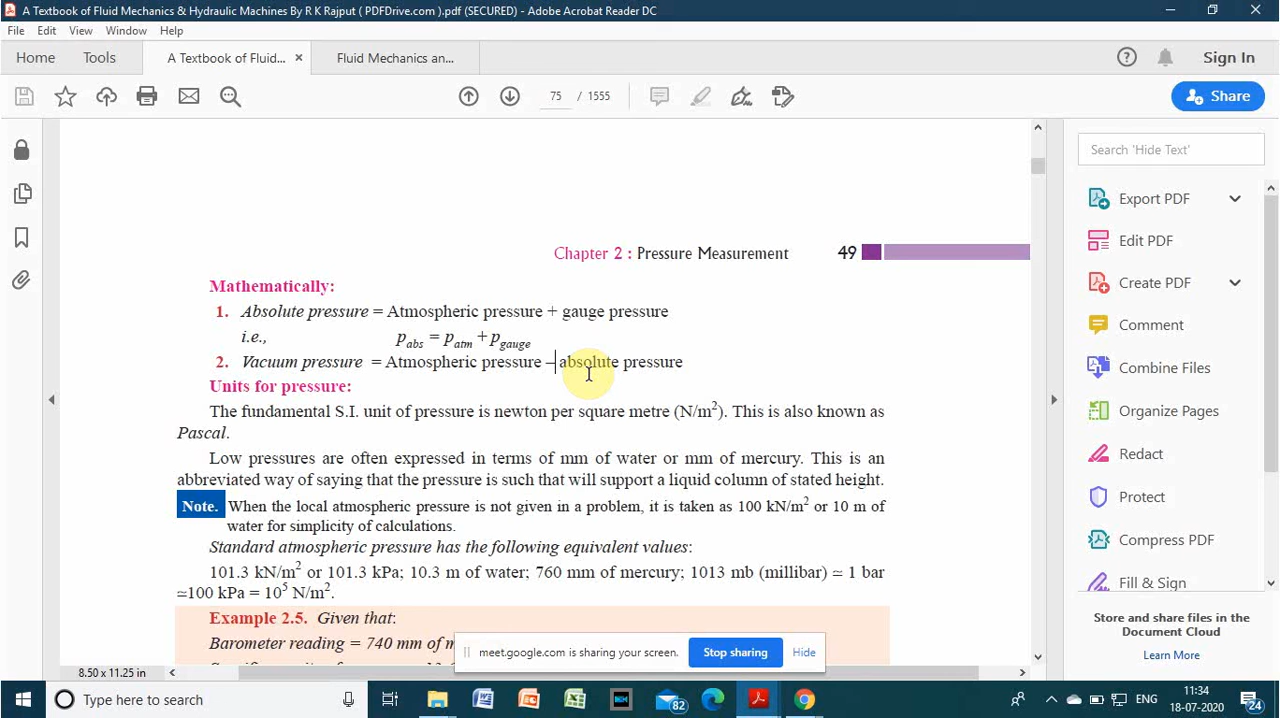 A Textbook of Fluid Mechanics & Hydraulic Machines By R K Rajput ( PDFDrive.com ).pdf (SECURED) - Adobe Acrobat Reader DC
File Edit View Window Help
Home Tools A Textbook of Fluid... × Fluid Mechanics an... Sign In
75 / 1555 Share
Search 'Hide Text'
Export PDF
Edit PDF
Create PDF
Comment
Combine Files
Organize Pages
Redact
Protect
Compress PDF
Fill & Sign
Store and share files in the
Document Cloud
Learn More
Chapter 2 : Pressure Measurement 49
Mathematically:
1. Absolute pressure = Atmospheric pressure + gauge pressure
i.e., p_abs = p_atm + p_gauge
2. Vacuum pressure = Atmospheric pressure – absolute pressure
Units for pressure:
The fundamental S.I. unit of pressure is newton per square metre (N/m²). This is also known as
Pascal.
Low pressures are often expressed in terms of mm of water or mm of mercury. This is an
abbreviated way of saying that the pressure is such that will support a liquid column of stated height.
Note. When the local atmospheric pressure is not given in a problem, it is taken as 100 kN/m² or 10 m of
water for simplicity of calculations.
Standard atmospheric pressure has the following equivalent values:
101.3 kN/m² or 101.3 kPa; 10.3 m of water; 760 mm of mercury; 1013 mb (millibar) ≃ 1 bar
≃100 kPa = 10⁵ N/m².
Example 2.5. Given that:
Barometer reading = 740 mm of m
meet.google.com is sharing your screen. Stop sharing Hide
8.50 x 11.25 in
Type here to search
82
ENG
11:34
18-07-2020
24